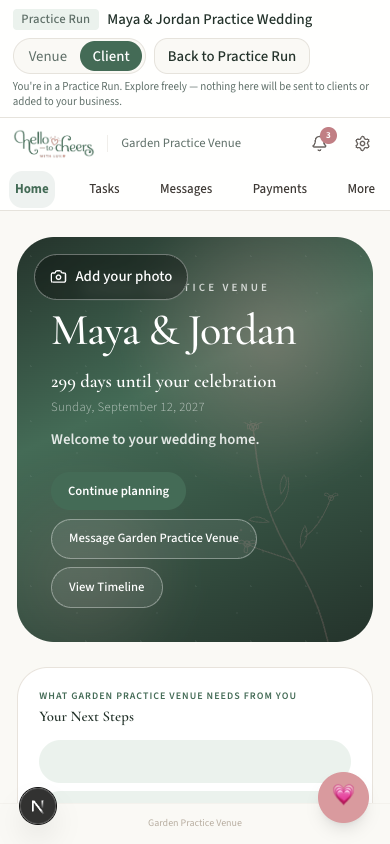 Practice Run Maya & Jordan Practice Wedding
Venue Client Back to Practice Run
You're in a Practice Run. Explore freely — nothing here will be sent to clients or
added to your business.
hello to cheers
WITH LUCY
Garden Practice Venue
3
Home Tasks Messages Payments More
Add your photo
TICE VENUE
Maya & Jordan
299 days until your celebration
Sunday, September 12, 2027
Welcome to your wedding home.
Continue planning
Message Garden Practice Venue
View Timeline
WHAT GARDEN PRACTICE VENUE NEEDS FROM YOU
Your Next Steps
N
Garden Practice Venue